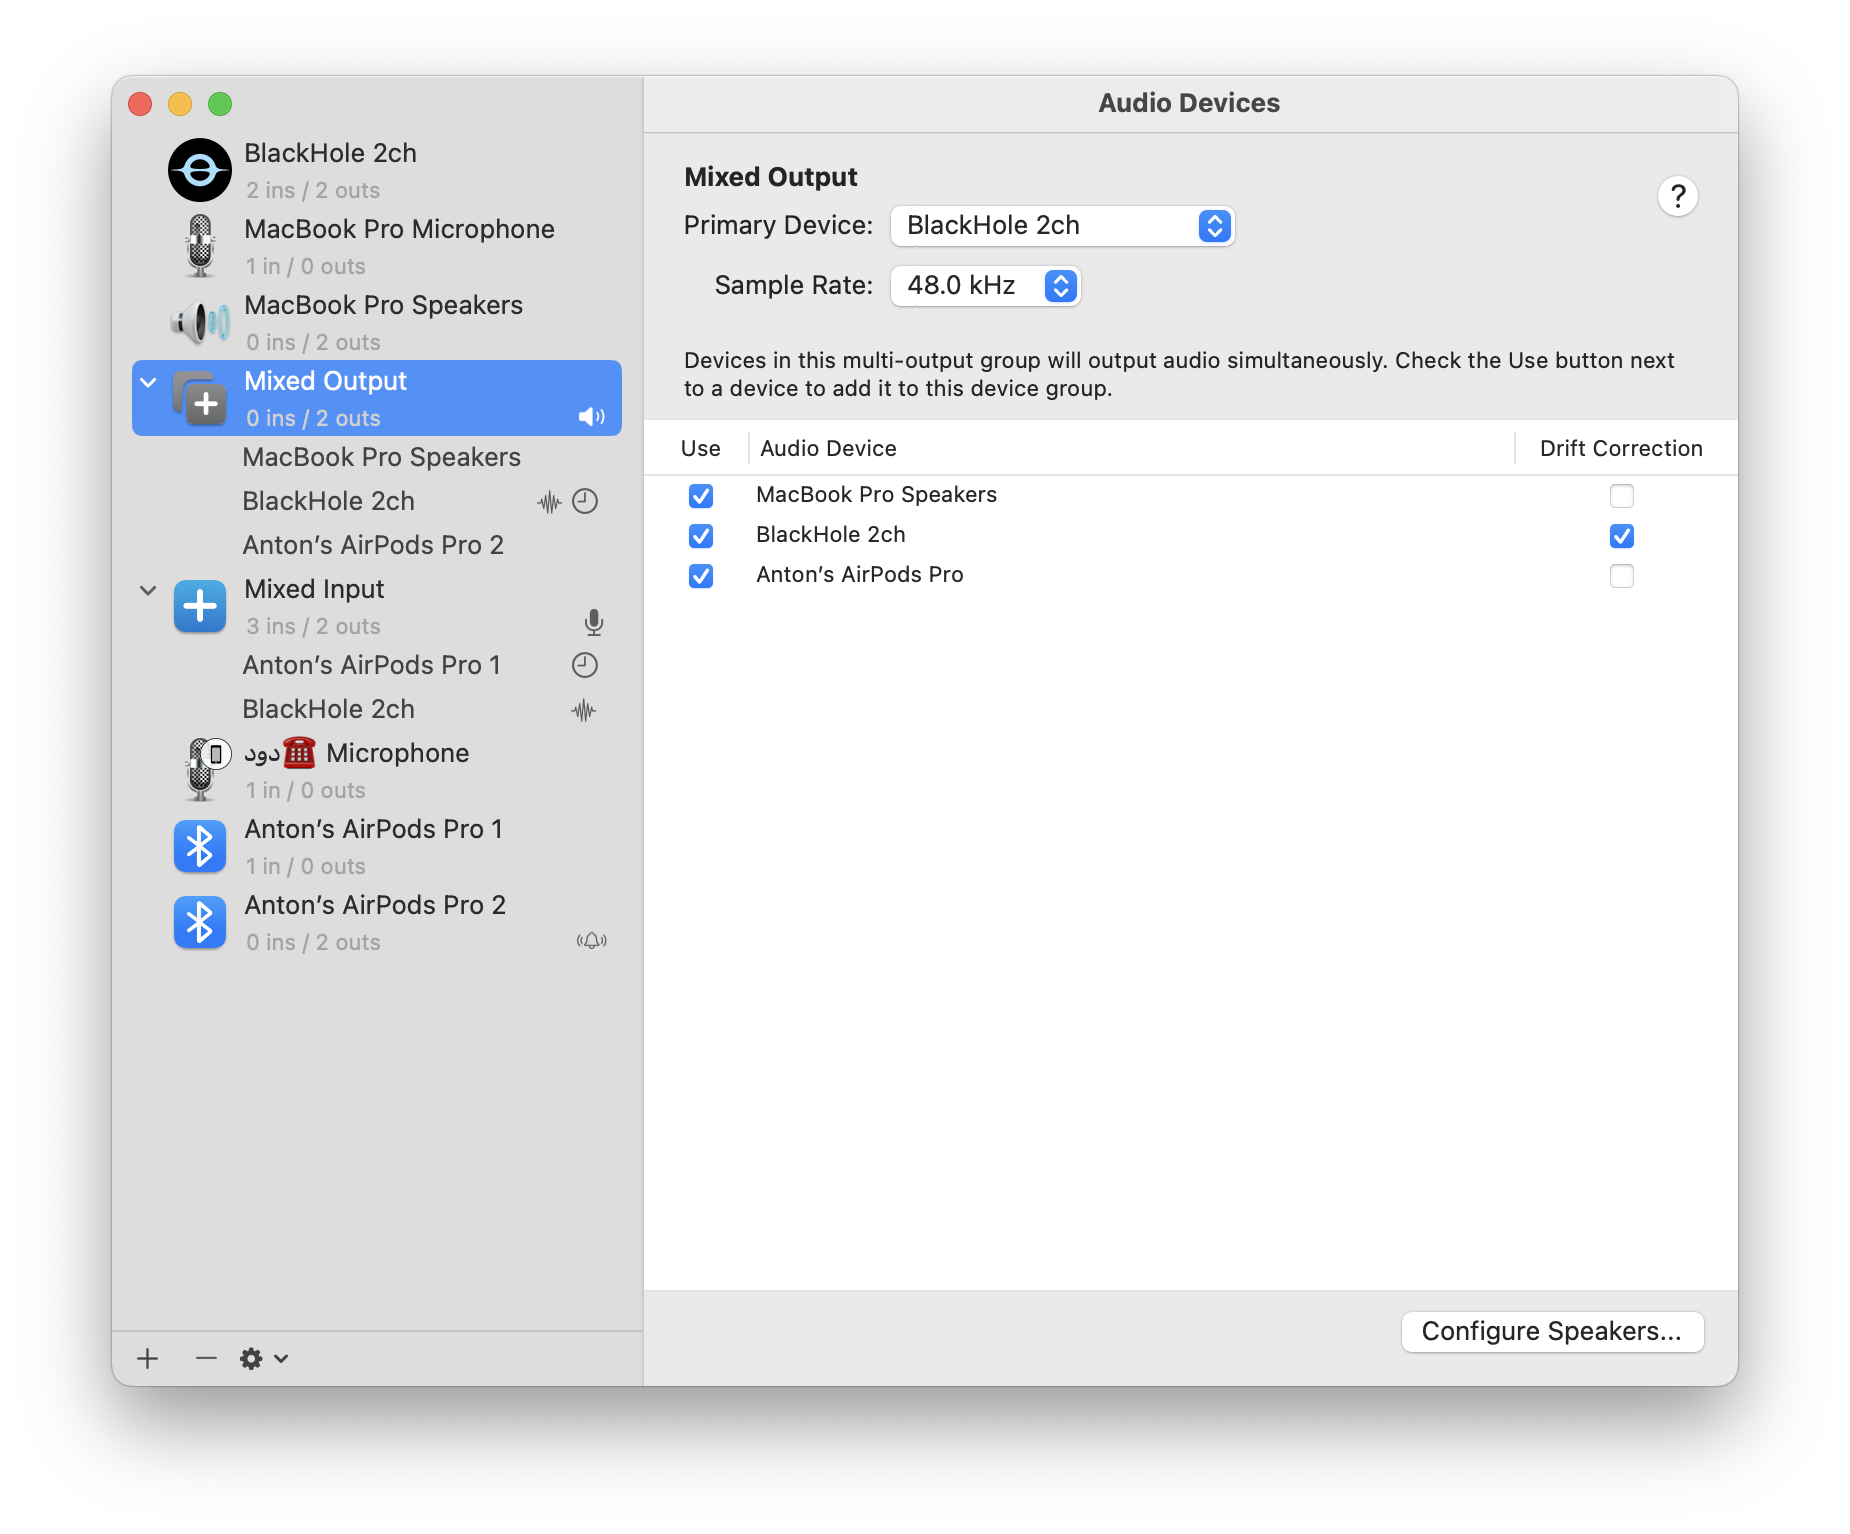 BlackHole 2ch
2 ins / 2 outs
MacBook Pro Microphone
1 in / 0 outs
MacBook Pro Speakers
0 ins / 2 outs
Mixed Output
0 ins / 2 outs
MacBook Pro Speakers
BlackHole 2ch
Anton’s AirPods Pro 2
Mixed Input
3 ins / 2 outs
Anton’s AirPods Pro 1
BlackHole 2ch
دود☎️ Microphone
1 in / 0 outs
Anton’s AirPods Pro 1
1 in / 0 outs
Anton’s AirPods Pro 2
0 ins / 2 outs
Audio Devices
Mixed Output
?
Primary Device: BlackHole 2ch
Sample Rate: 48.0 kHz
Devices in this multi-output group will output audio simultaneously. Check the Use button next
to a device to add it to this device group.
Use Audio Device Drift Correction
MacBook Pro Speakers
BlackHole 2ch
Anton’s AirPods Pro
Configure Speakers...